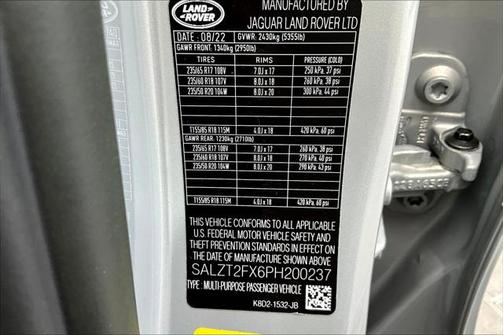 LAND-
ROVER
MANUFACTURED BY
JAGUAR LAND ROVER LTD
DATE: 08/22 GVWR: 2430kg (5355lb)
GAWR FRONT: 1340kg (2950lb)
TIRES RIMS PRESSURE (COLD)
235/65 R17 108V 7.0J x 17 250 kPa, 37 psi
235/60 R18 107V 8.0J x 18 260 kPa, 38 psi
235/50 R20 104W 8.0J x 20 300 kPa, 44 psi
T155/85 R18 115M 4.0J x 18 420 kPa, 60 psi
GAWR REAR: 1230kg (2710lb)
235/65 R17 108V 7.0J x 17 260 kPa, 38 psi
235/60 R18 107V 8.0J x 18 270 kPa, 40 psi
235/50 R20 104W 8.0J x 20 290 kPa, 43 psi
T155/85 R18 115M 4.0J x 18 420 kPa, 60 psi
THIS VEHICLE CONFORMS TO ALL APPLICABLE
U.S. FEDERAL MOTOR VEHICLE SAFETY AND
THEFT PREVENTION STANDARDS IN EFFECT ON
THE DATE OF MANUFACTURE SHOWN ABOVE.
SALZT2FX6PH200237
TYPE: MULTI-PURPOSE PASSENGER VEHICLE
K8D2-1532-JB